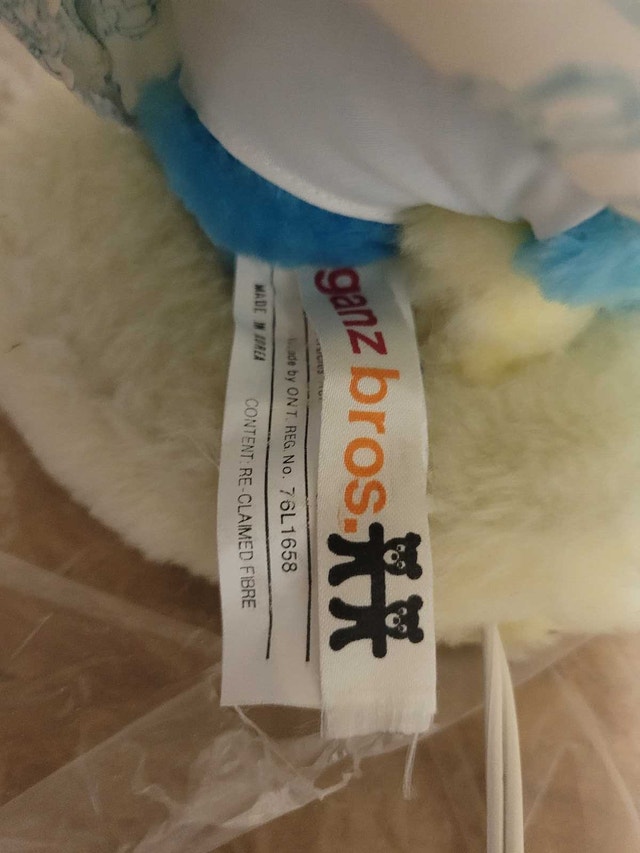 ganz bros.
made by ONT. REG. No. 76L1658
MADE IN KOREA
CONTENT: RE-CLAIMED FIBRE